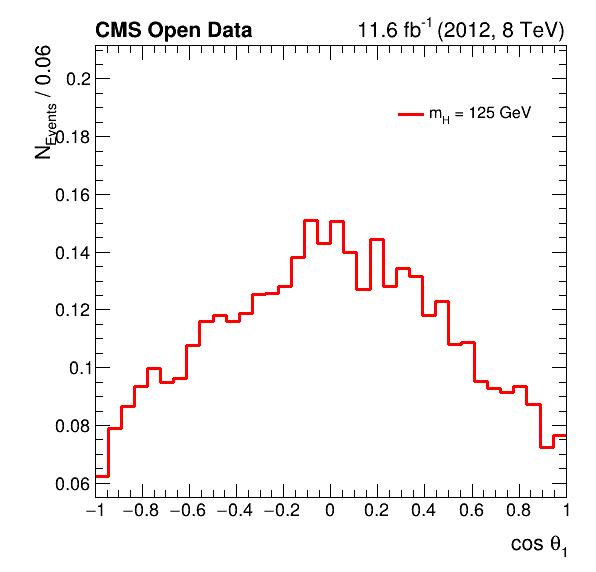 CMS Open Data 11.6 fb⁻¹ (2012, 8 TeV)
N_Events / 0.06
m_H = 125 GeV
0.2
0.18
0.16
0.14
0.12
0.1
0.08
0.06
−1 −0.8 −0.6 −0.4 −0.2 0 0.2 0.4 0.6 0.8 1
cos θ₁